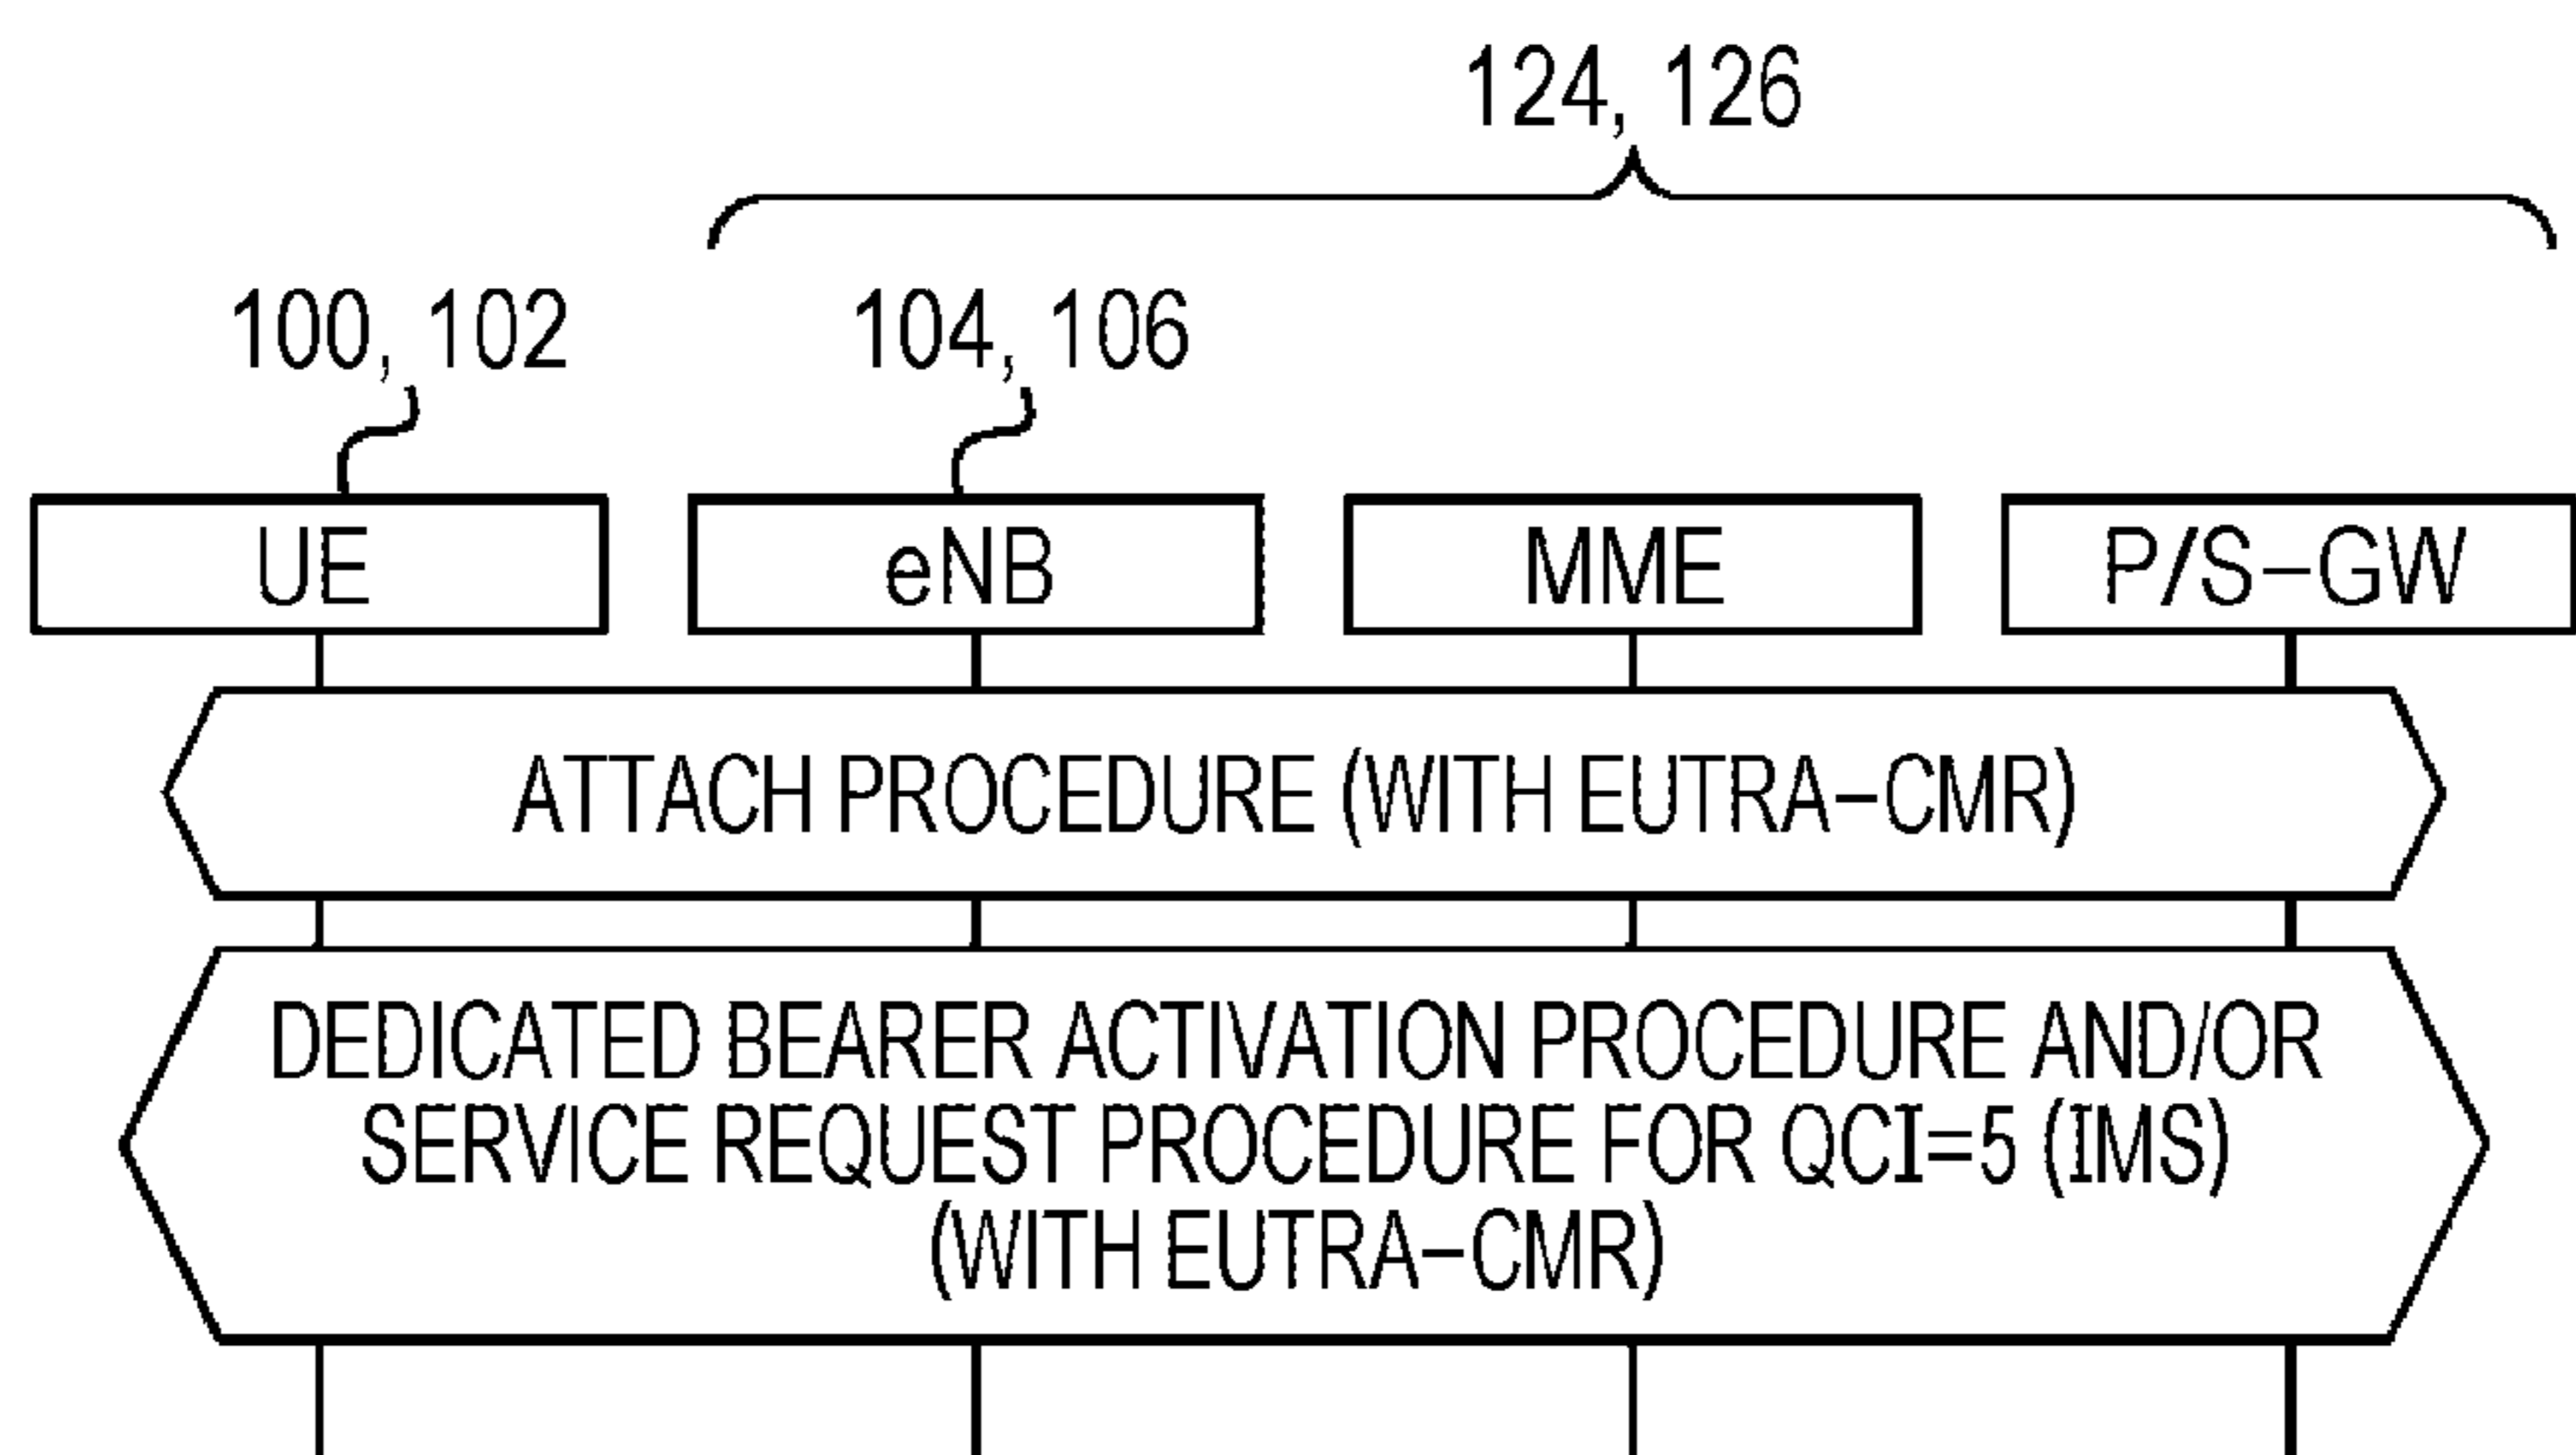 124, 126
100, 102
104, 106
UE
eNB
MME
P/S-GW
ATTACH PROCEDURE (WITH EUTRA-CMR)
DEDICATED BEARER ACTIVATION PROCEDURE AND/OR
SERVICE REQUEST PROCEDURE FOR QCI=5 (IMS)
(WITH EUTRA-CMR)